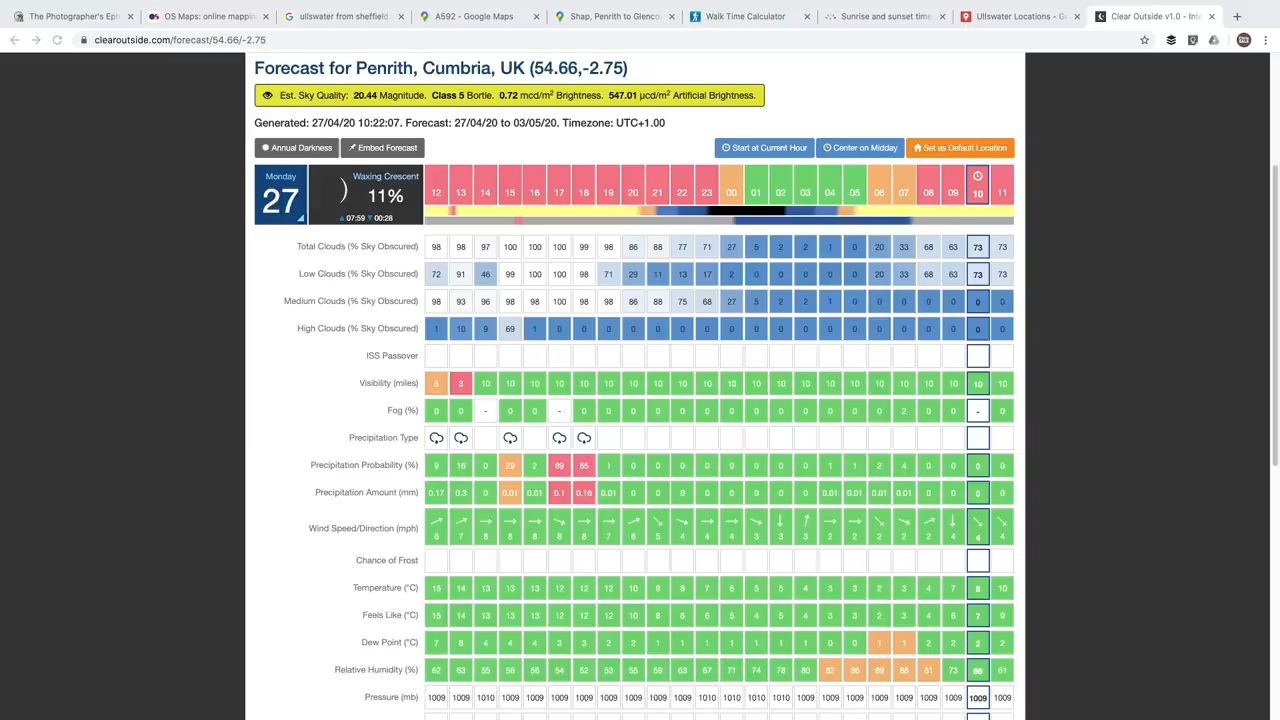 The Photographer's Eph
OS Maps: online mapping
ullswater from sheffield
A592 - Google Maps
Shap, Penrith to Glenco
Walk Time Calculator
Sunrise and sunset time
Ullswater Locations - G
Clear Outside v1.0 - Inte
clearoutside.com/forecast/54.66/-2.75
Forecast for Penrith, Cumbria, UK (54.66,-2.75)
Est. Sky Quality: 20.44 Magnitude. Class 5 Bortle. 0.72 mcd/m² Brightness. 547.01 μcd/m² Artificial Brightness.
Generated: 27/04/20 10:22:07. Forecast: 27/04/20 to 03/05/20. Timezone: UTC+1.00
Annual Darkness Embed Forecast Start at Current Hour Center on Midday Set as Default Location
Monday
27
Waxing Crescent
11%
07:59 00:28
12 13 14 15 16 17 18 19 20 21 22 23 00 01 02 03 04 05 06 07 08 09 10 11
Total Clouds (% Sky Obscured) 98 98 97 100 100 100 99 98 86 88 77 71 27 5 2 2 1 0 20 33 68 63 73 73
Low Clouds (% Sky Obscured) 72 91 46 99 100 100 98 71 29 11 13 17 2 0 0 0 0 0 20 33 68 63 73 73
Medium Clouds (% Sky Obscured) 98 93 96 98 98 100 98 98 86 88 75 68 27 5 2 2 1 0 0 0 0 0 0 0
High Clouds (% Sky Obscured) 1 10 9 69 1 0 0 0 0 0 0 0 0 0 0 0 0 0 0 0 0 0 0 0
ISS Passover
Visibility (miles) 6 3 10 10 10 10 10 10 10 10 10 10 10 10 10 10 10 10 10 10 10 10 10 10
Fog (%) 0 0 - 0 0 - 0 0 0 0 0 0 0 0 0 0 0 0 0 2 0 0 - 0
Precipitation Type
Precipitation Probability (%) 9 16 0 29 2 89 65 1 0 0 0 0 0 0 0 0 1 1 2 4 0 0 0 0
Precipitation Amount (mm) 0.17 0.3 0 0.01 0.01 0.1 0.16 0.01 0 0 0 0 0 0 0 0 0.01 0.01 0.01 0.01 0 0 0 0
Wind Speed/Direction (mph) 6 7 8 8 8 8 8 7 6 5 4 4 4 3 3 3 2 2 2 2 2 4 4 4
Chance of Frost
Temperature (°C) 15 14 13 13 13 12 12 12 10 9 8 7 6 5 5 4 3 3 2 3 4 7 8 10
Feels Like (°C) 15 14 13 13 13 12 12 12 10 8 6 6 5 4 5 4 3 3 2 3 4 6 7 9
Dew Point (°C) 7 8 4 4 4 3 3 2 2 1 1 1 1 1 1 1 0 0 1 1 2 2 2 2
Relative Humidity (%) 62 63 55 56 56 54 52 53 55 59 63 67 71 74 78 80 82 86 89 88 81 73 66 61
Pressure (mb) 1009 1009 1010 1009 1009 1009 1009 1009 1009 1009 1009 1010 1010 1010 1010 1009 1009 1009 1009 1009 1009 1009 1009 1009